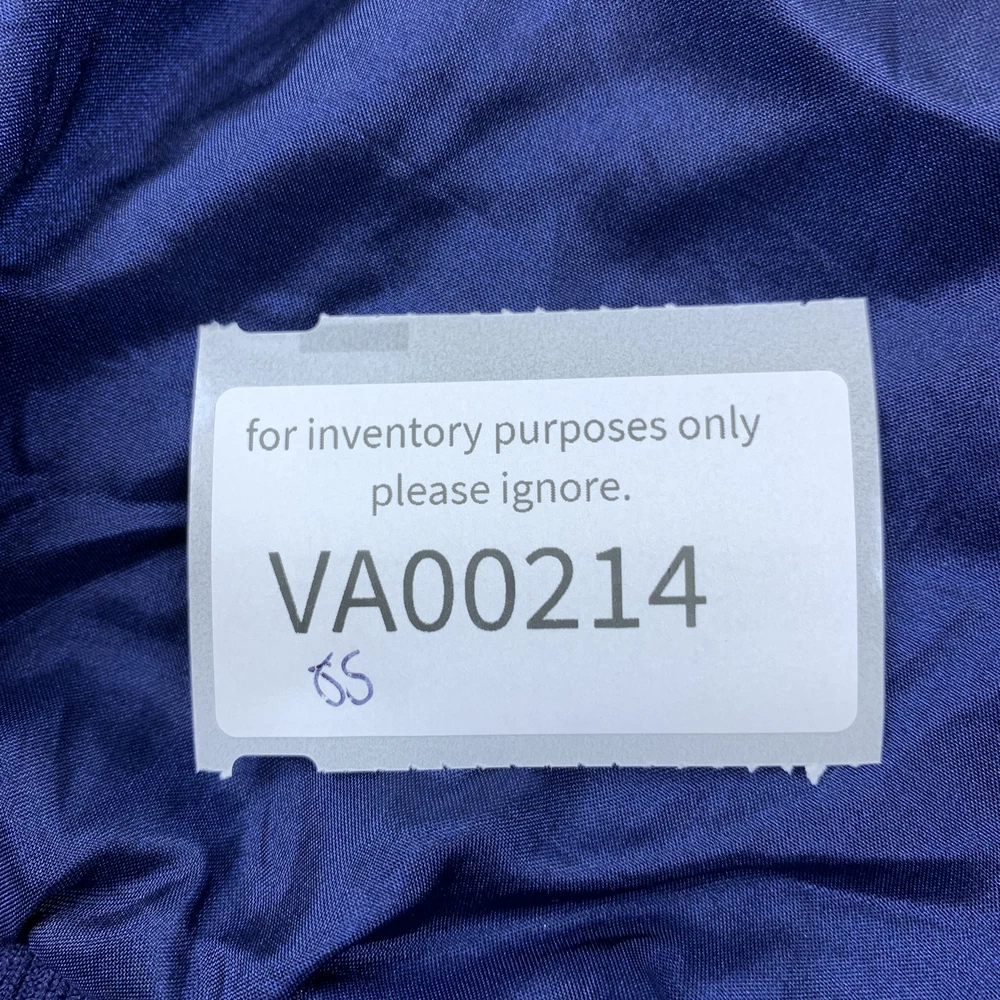 for inventory purposes only
please ignore.
VA00214